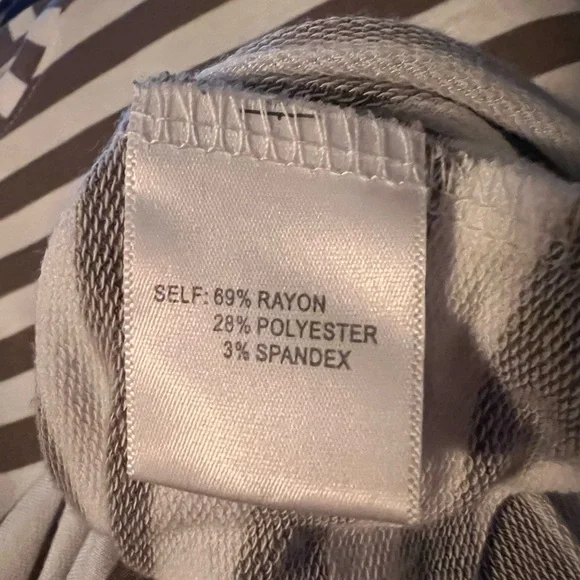 SELF: 69% RAYON
28% POLYESTER
3% SPANDEX